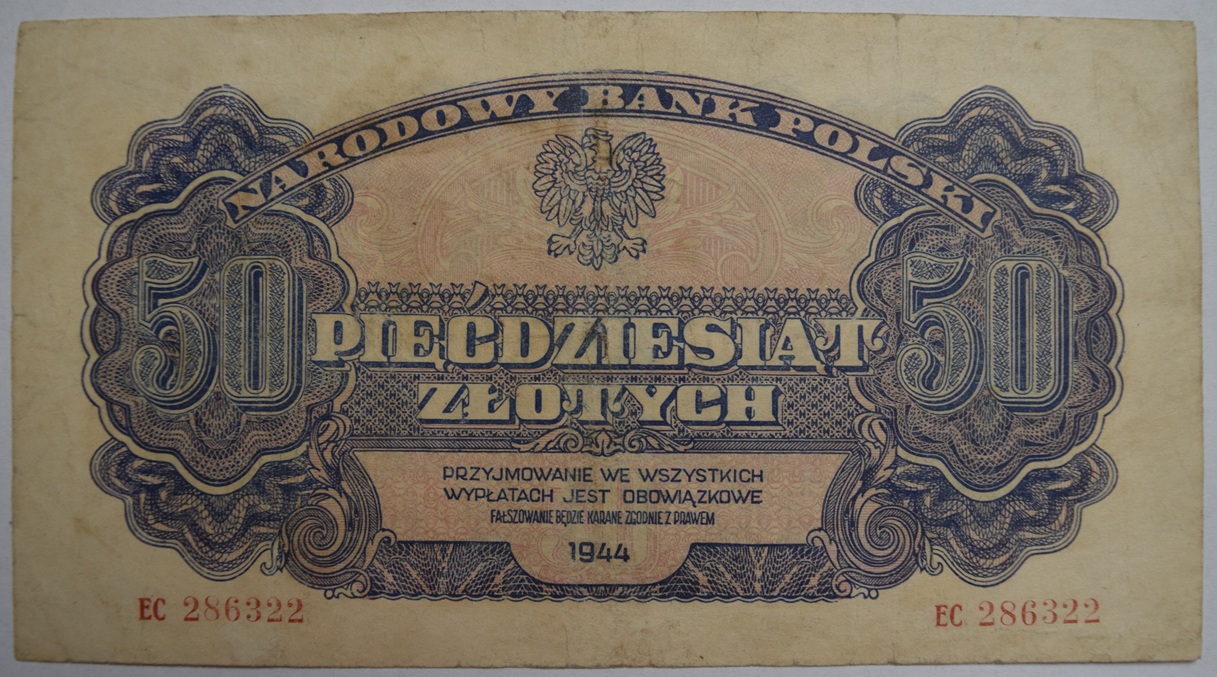 NARODOWY BANK POLSKI
50 50
PIĘĆDZIESIĄT
ZŁOTYCH
PRZYJMOWANIE WE WSZYSTKICH
WYPŁATACH JEST OBOWIĄZKOWE
FAŁSZOWANIE BĘDZIE KARANE ZGODNIE Z PRAWEM
1944
EC 286322 EC 286322